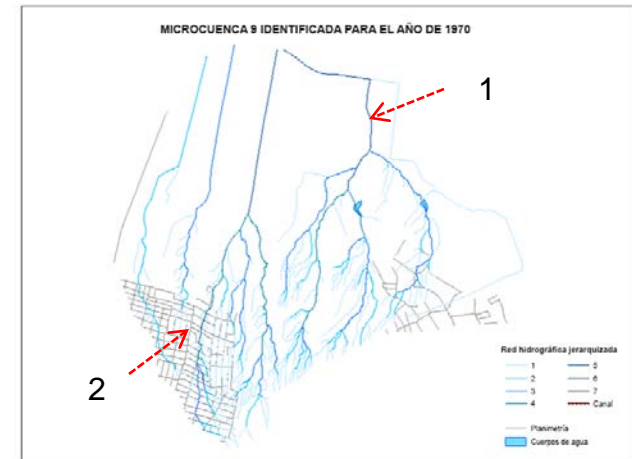 MICROCUENCA 9 IDENTIFICADA PARA EL AÑO DE 1970
1
2
Red hidrográfica jerarquizada
1
2
3
4
5
6
7
Canal
Planimetría
Cuerpos de agua